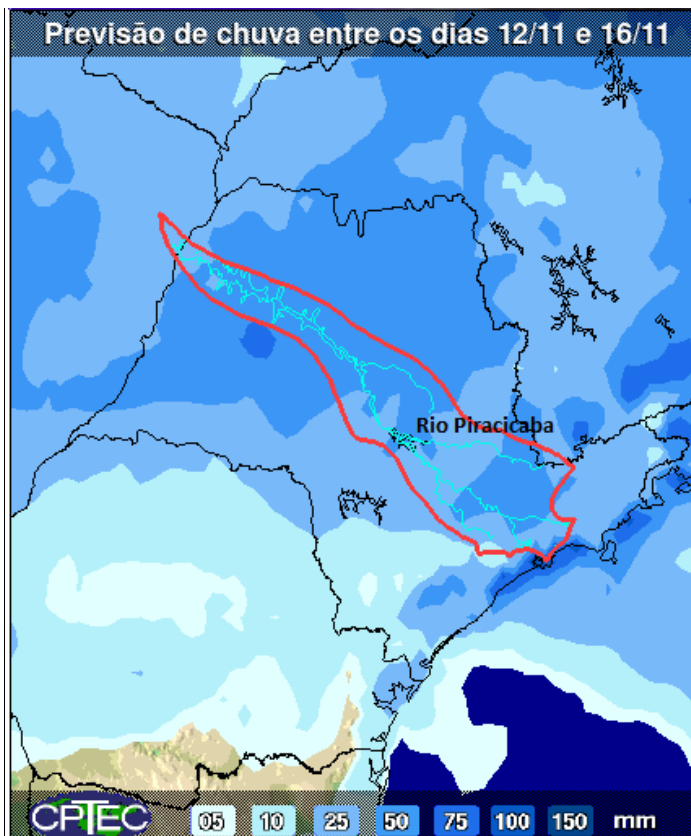 Previsão de chuva entre os dias 12/11 e 16/11
Rio Piracicaba
CPTEC 05 10 25 50 75 100 150 mm